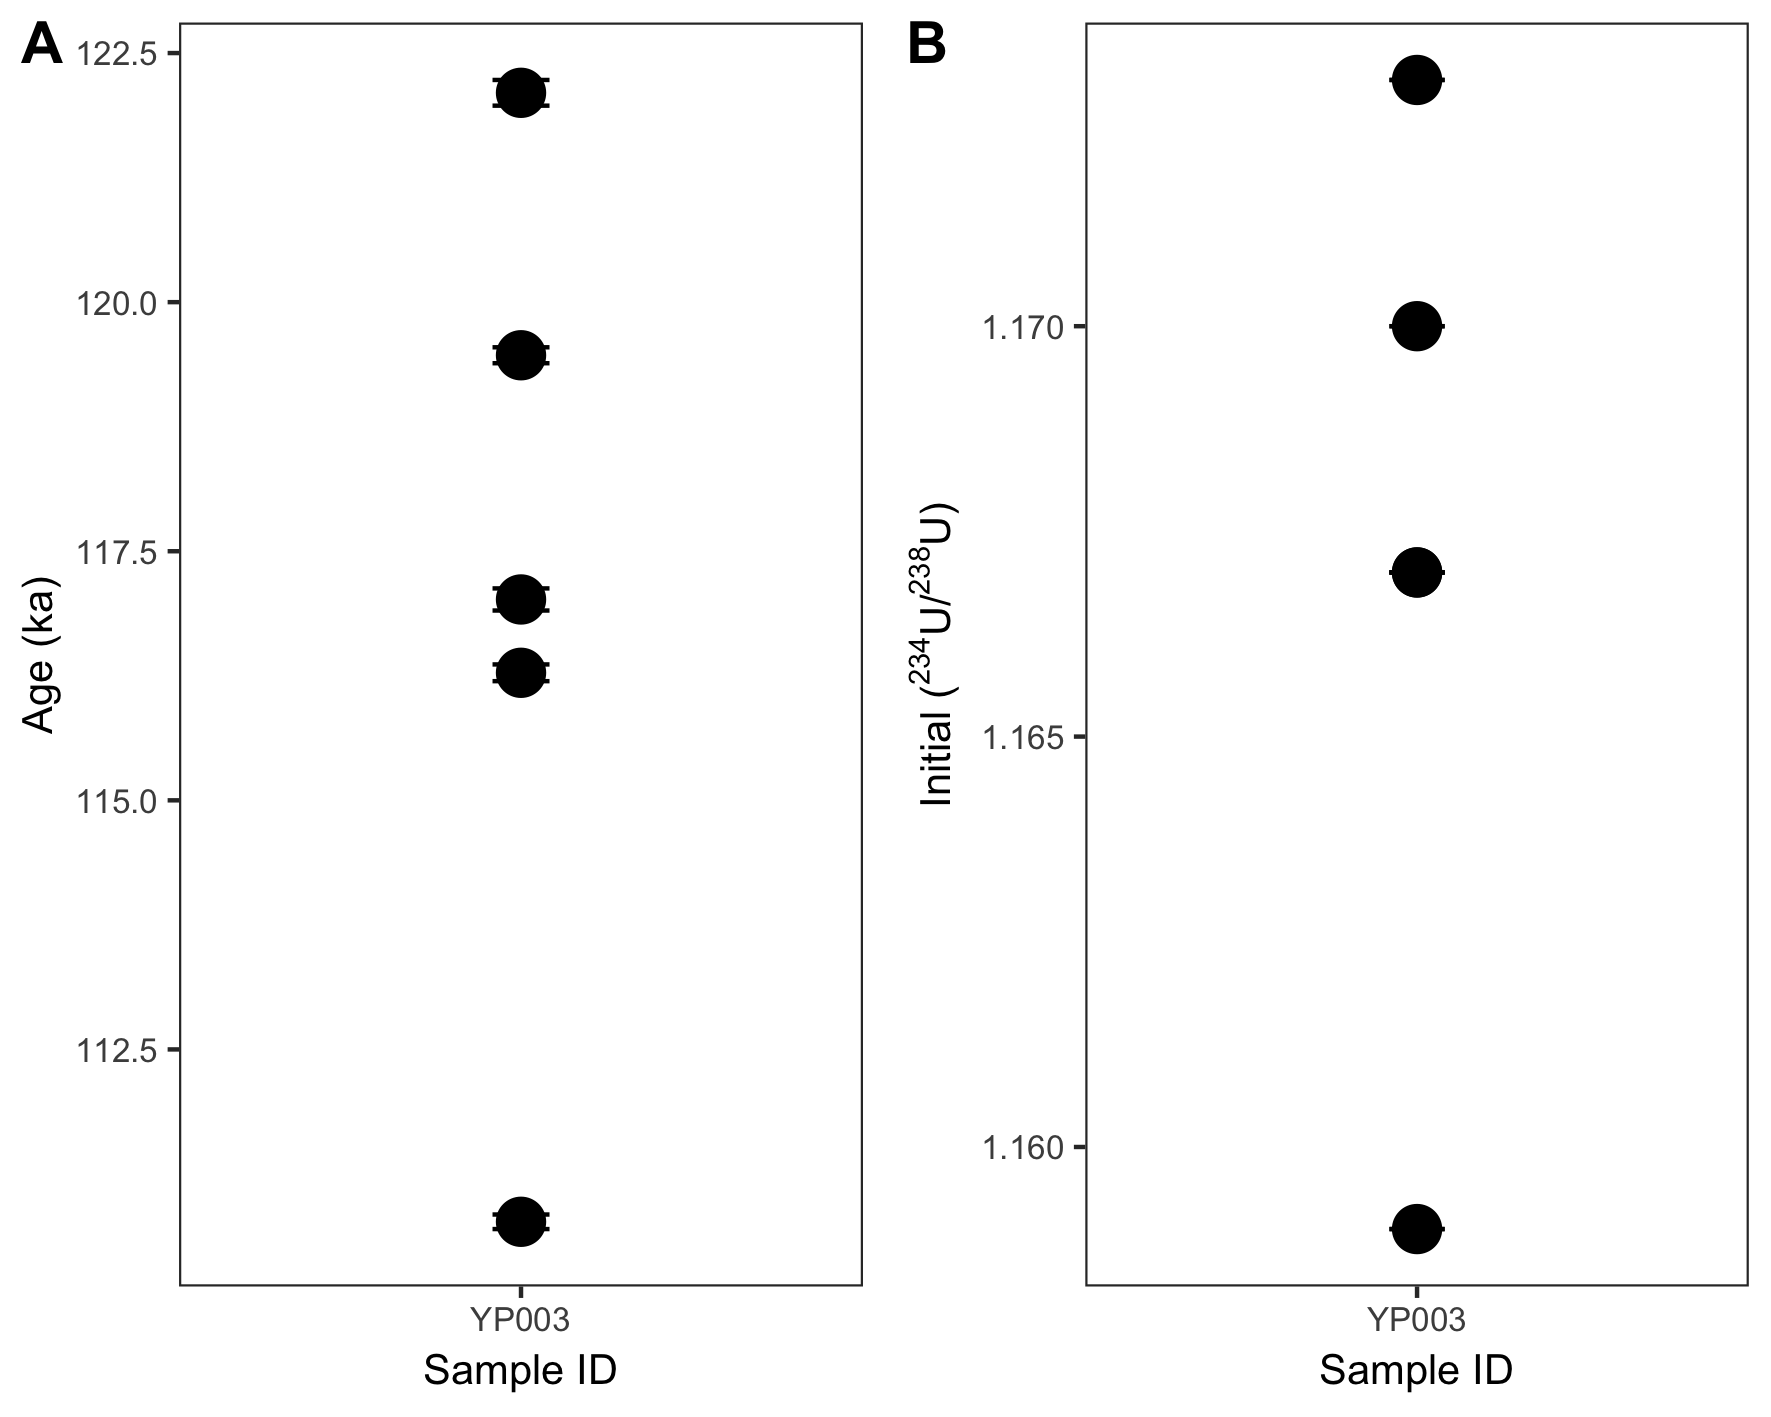 A
122.5
120.0
117.5
115.0
112.5
Age (ka)
YP003
Sample ID
B
1.170
1.165
1.160
Initial (²³⁴U/²³⁸U)
YP003
Sample ID